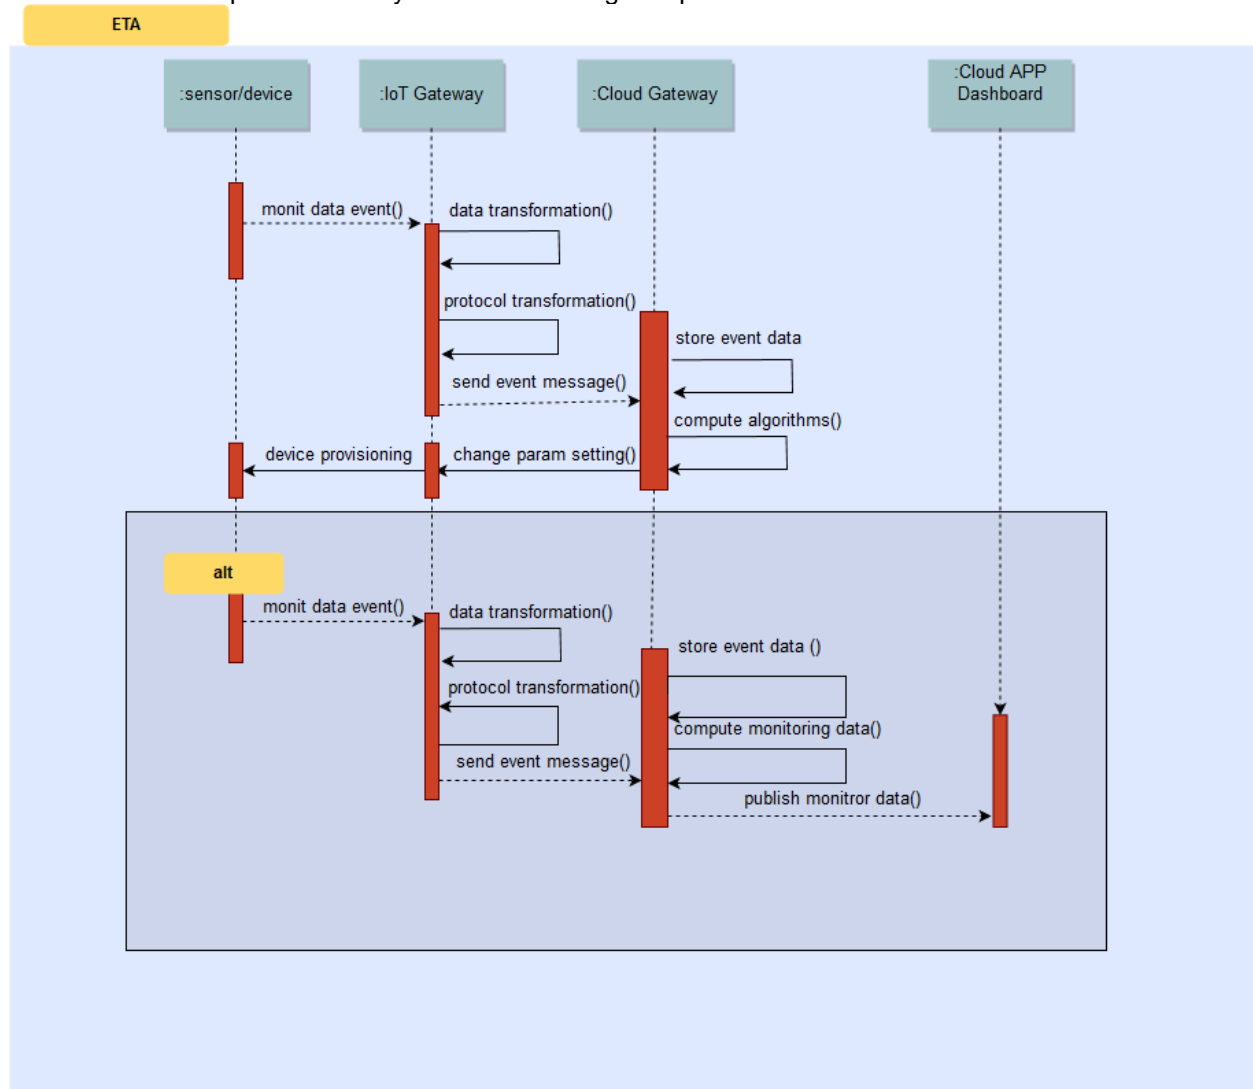 ETA
:sensor/device
:IoT Gateway
:Cloud Gateway
:Cloud APP
Dashboard
monit data event()
data transformation()
protocol transformation()
store event data
send event message()
compute algorithms()
device provisioning
change param setting()
alt
monit data event()
data transformation()
store event data ()
protocol transformation()
compute monitoring data()
send event message()
publish monitror data()